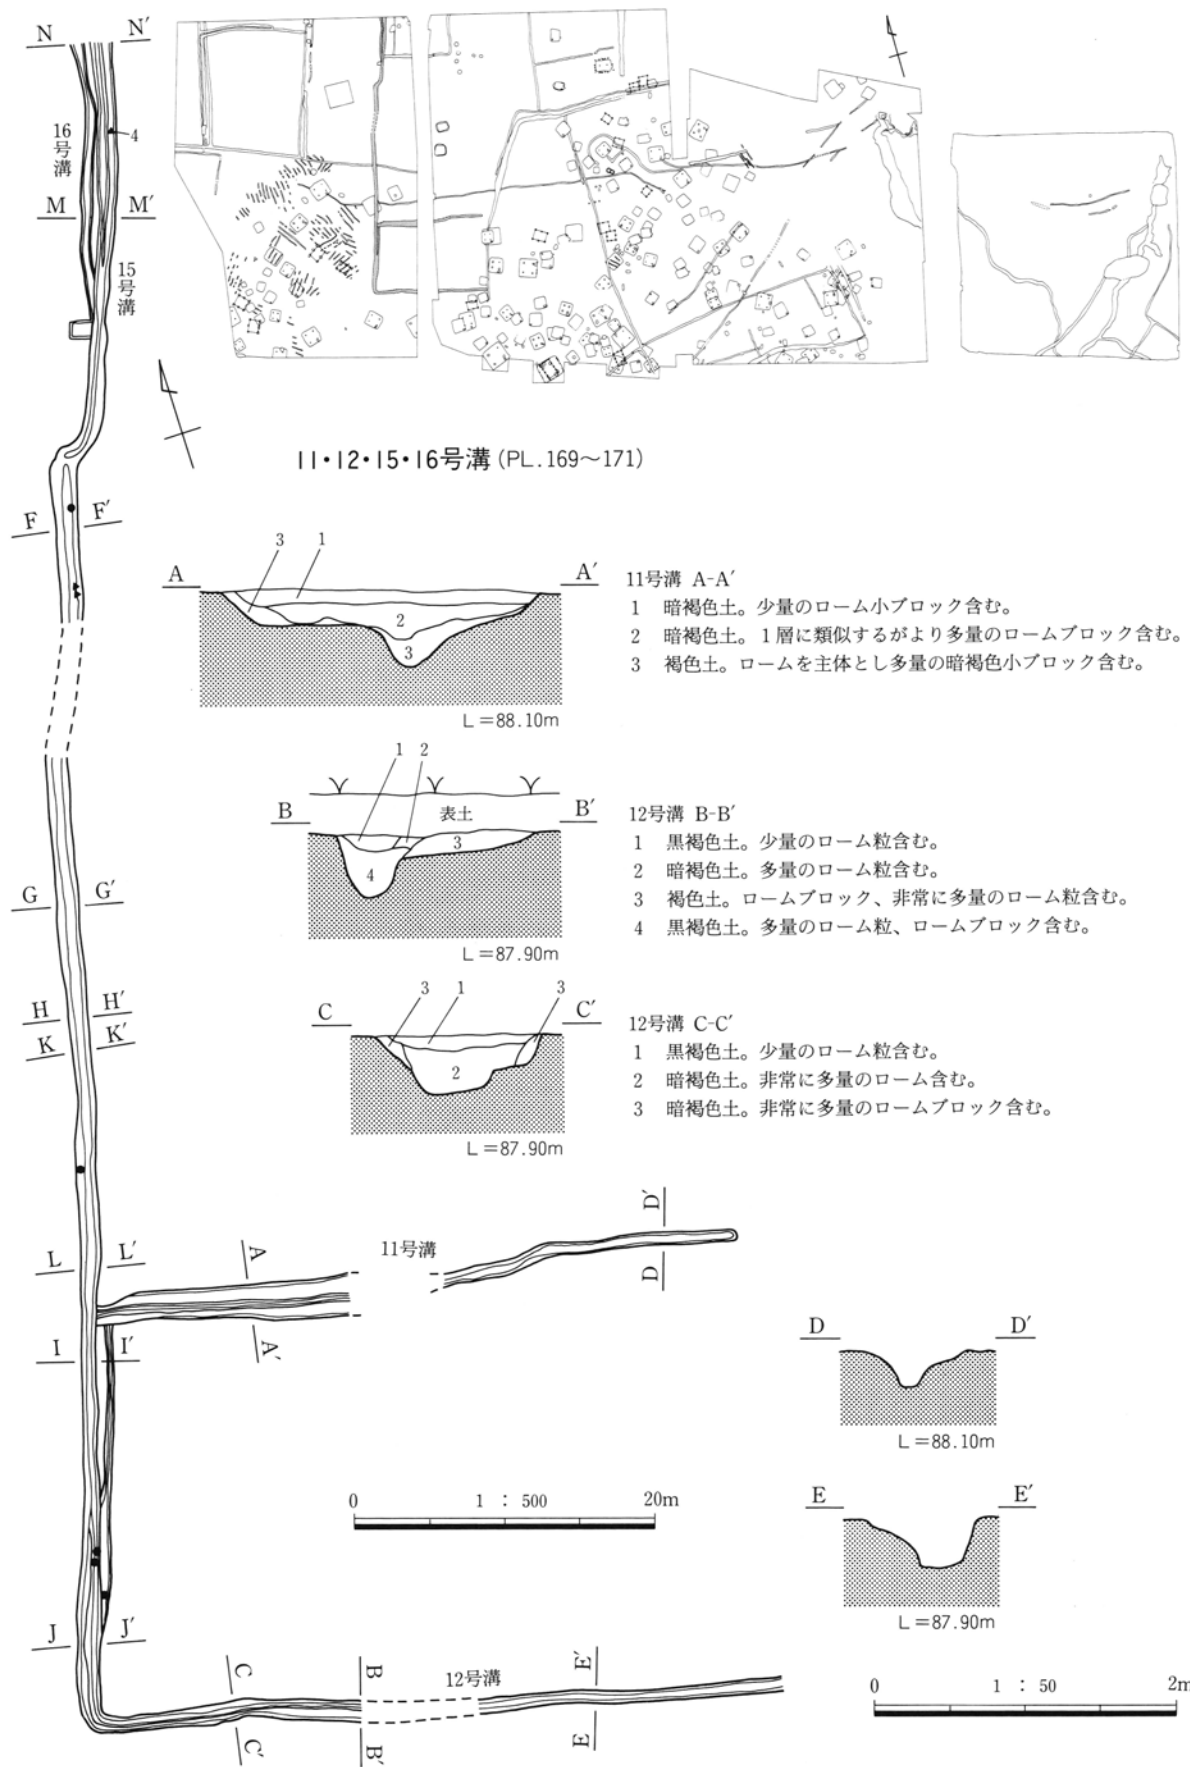 N N′
16号溝
4
M M′
15号溝
11・12・15・16号溝 (PL.169〜171)
F F′
3 1
A A′
2
3
L=88.10m
11号溝 A-A′
1 暗褐色土。少量のローム小ブロック含む。
2 暗褐色土。1層に類似するがより多量のロームブロック含む。
3 褐色土。ロームを主体とし多量の暗褐色小ブロック含む。
1 2
表土
B B′
3
4
L=87.90m
12号溝 B-B′
1 黒褐色土。少量のローム粒含む。
2 暗褐色土。多量のローム粒含む。
3 褐色土。ロームブロック、非常に多量のローム粒含む。
4 黒褐色土。多量のローム粒、ロームブロック含む。
G G′
H H′
K K′
3 1 3
C C′
2
L=87.90m
12号溝 C-C′
1 黒褐色土。少量のローム粒含む。
2 暗褐色土。非常に多量のローム含む。
3 暗褐色土。非常に多量のロームブロック含む。
L L′
A
11号溝
D′
D
A′
I I′
D D′
L=88.10m
0 1 : 500 20m
E E′
L=87.90m
J J′
C
B
12号溝
E′
C′
B′
E
0 1 : 50 2m